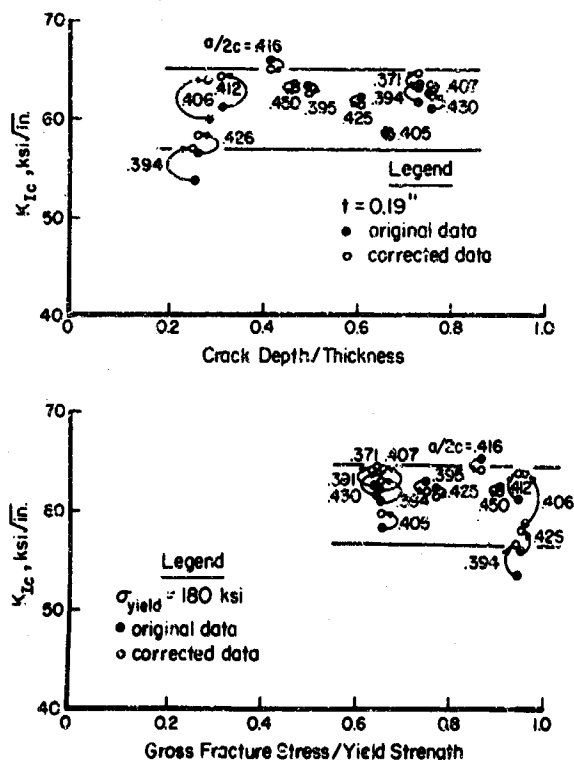 70
a/2c = .416
60
.406
.412
.450
.395
.371
.394
.407
.430
.425
.405
.426
.394
K_Ic, ksi√in.
Legend
t = 0.19"
● original data
○ corrected data
50
40
0 0.2 0.4 0.6 0.8 1.0
Crack Depth/Thickness
70
.371 .407
.395
a/2c = .416
.391
.430
.394
.425
.450
.412
.406
60
.405
.426
.394
K_Ic, ksi√in.
Legend
σyield = 180 ksi
● original data
○ corrected data
50
40
0 0.2 0.4 0.6 0.8 1.0
Gross Fracture Stress/Yield Strength